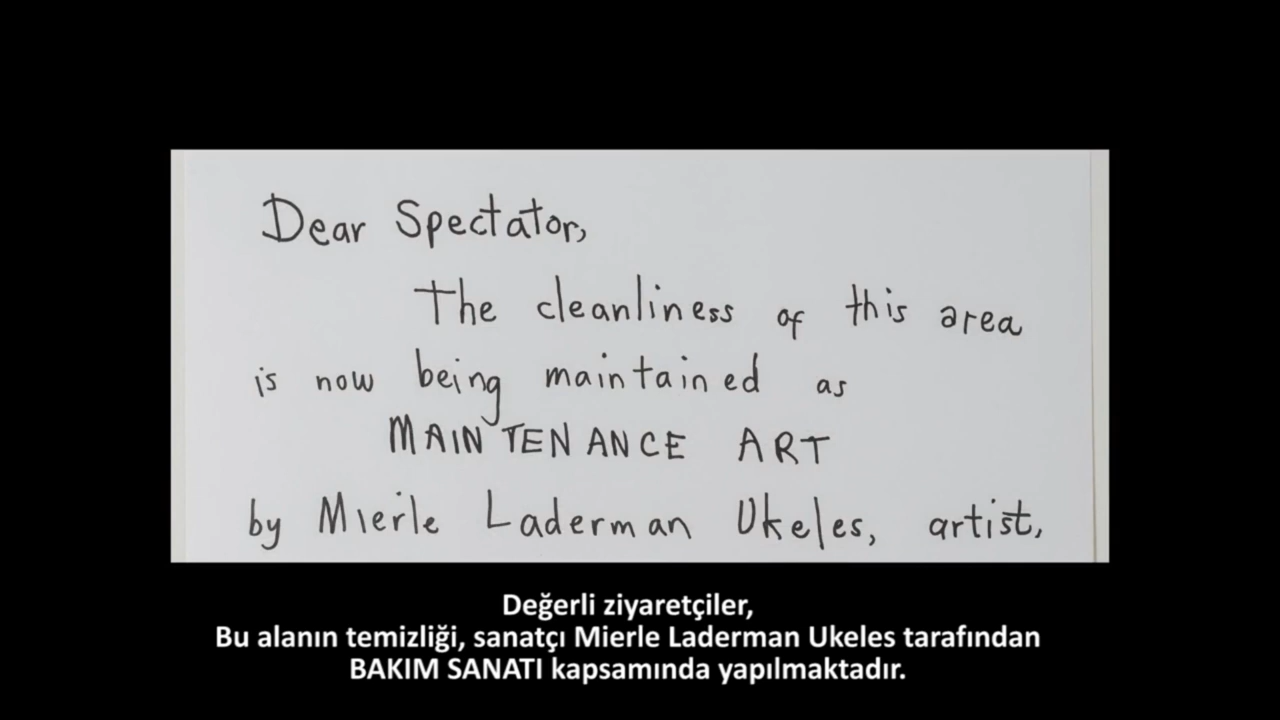 Dear Spectator,
The cleanliness of this area
is now being maintained as
MAINTENANCE ART
by Mierle Laderman Ukeles, artist,
Değerli ziyaretçiler,
Bu alanın temizliği, sanatçı Mierle Laderman Ukeles tarafından
BAKIM SANATI kapsamında yapılmaktadır.